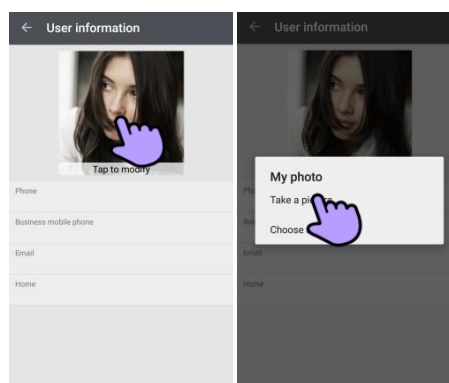 User information
Tap to modify
Phone
Business mobile phone
Email
Home
User information
My photo
Take a picture
Choose
Email
Home